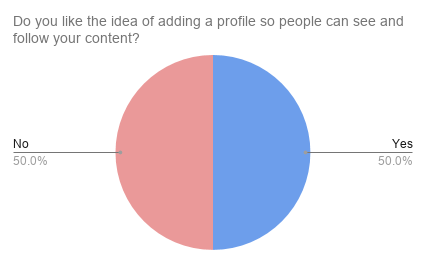 Do you like the idea of adding a profile so people can see and
follow your content?
No
50.0%
Yes
50.0%